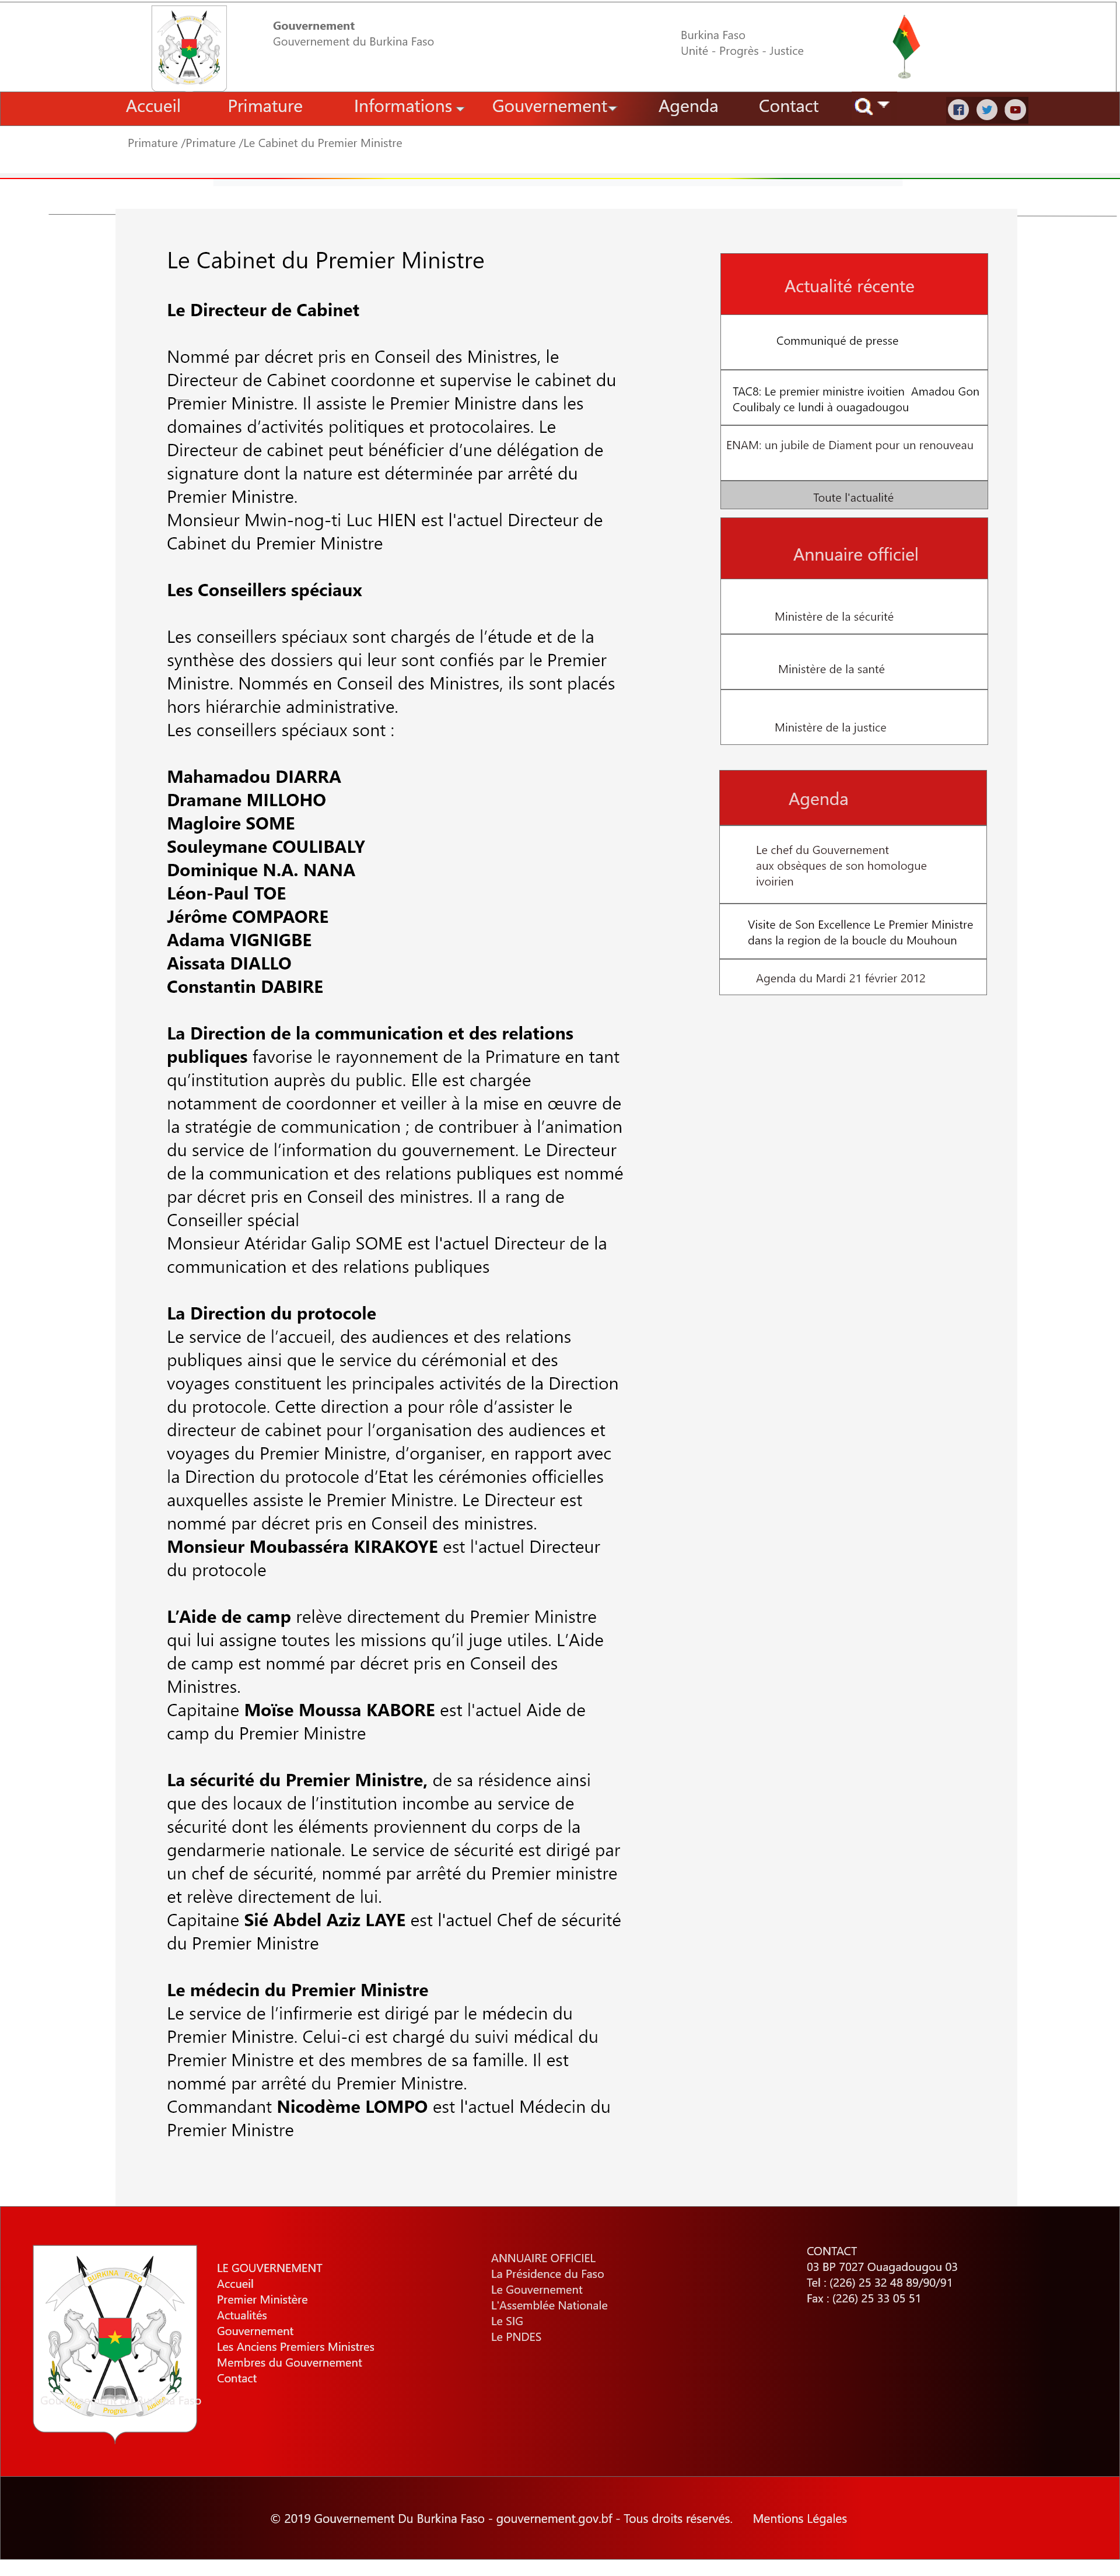 Gouvernement
Gouvernement du Burkina Faso
Burkina Faso
Unité - Progrès - Justice
Accueil
Primature
Informations
Gouvernement
Agenda
Contact
Primature /Primature /Le Cabinet du Premier Ministre
Le Cabinet du Premier Ministre
Le Directeur de Cabinet
Nommé par décret pris en Conseil des Ministres, le
Directeur de Cabinet coordonne et supervise le cabinet du
Premier Ministre. Il assiste le Premier Ministre dans les
domaines d’activités politiques et protocolaires. Le
Directeur de cabinet peut bénéficier d’une délégation de
signature dont la nature est déterminée par arrêté du
Premier Ministre.
Monsieur Mwin-nog-ti Luc HIEN est l'actuel Directeur de
Cabinet du Premier Ministre
Les Conseillers spéciaux
Les conseillers spéciaux sont chargés de l’étude et de la
synthèse des dossiers qui leur sont confiés par le Premier
Ministre. Nommés en Conseil des Ministres, ils sont placés
hors hiérarchie administrative.
Les conseillers spéciaux sont :
Mahamadou DIARRA
Dramane MILLOHO
Magloire SOME
Souleymane COULIBALY
Dominique N.A. NANA
Léon-Paul TOE
Jérôme COMPAORE
Adama VIGNIGBE
Aissata DIALLO
Constantin DABIRE
La Direction de la communication et des relations
publiques favorise le rayonnement de la Primature en tant
qu’institution auprès du public. Elle est chargée
notamment de coordonner et veiller à la mise en œuvre de
la stratégie de communication ; de contribuer à l’animation
du service de l’information du gouvernement. Le Directeur
de la communication et des relations publiques est nommé
par décret pris en Conseil des ministres. Il a rang de
Conseiller spécial
Monsieur Atéridar Galip SOME est l'actuel Directeur de la
communication et des relations publiques
La Direction du protocole
Le service de l’accueil, des audiences et des relations
publiques ainsi que le service du cérémonial et des
voyages constituent les principales activités de la Direction
du protocole. Cette direction a pour rôle d’assister le
directeur de cabinet pour l’organisation des audiences et
voyages du Premier Ministre, d’organiser, en rapport avec
la Direction du protocole d’Etat les cérémonies officielles
auxquelles assiste le Premier Ministre. Le Directeur est
nommé par décret pris en Conseil des ministres.
Monsieur Moubasséra KIRAKOYE est l'actuel Directeur
du protocole
L’Aide de camp relève directement du Premier Ministre
qui lui assigne toutes les missions qu’il juge utiles. L’Aide
de camp est nommé par décret pris en Conseil des
Ministres.
Capitaine Moïse Moussa KABORE est l'actuel Aide de
camp du Premier Ministre
La sécurité du Premier Ministre, de sa résidence ainsi
que des locaux de l’institution incombe au service de
sécurité dont les éléments proviennent du corps de la
gendarmerie nationale. Le service de sécurité est dirigé par
un chef de sécurité, nommé par arrêté du Premier ministre
et relève directement de lui.
Capitaine Sié Abdel Aziz LAYE est l'actuel Chef de sécurité
du Premier Ministre
Le médecin du Premier Ministre
Le service de l’infirmerie est dirigé par le médecin du
Premier Ministre. Celui-ci est chargé du suivi médical du
Premier Ministre et des membres de sa famille. Il est
nommé par arrêté du Premier Ministre.
Commandant Nicodème LOMPO est l'actuel Médecin du
Premier Ministre
Actualité récente
Communiqué de presse
TAC8: Le premier ministre ivoitien Amadou Gon
Coulibaly ce lundi à ouagadougou
ENAM: un jubile de Diament pour un renouveau
Toute l'actualité
Annuaire officiel
Ministère de la sécurité
Ministère de la santé
Ministère de la justice
Agenda
Le chef du Gouvernement
aux obsèques de son homologue
ivoirien
Visite de Son Excellence Le Premier Ministre
dans la region de la boucle du Mouhoun
Agenda du Mardi 21 février 2012
BURKINA FASO
Unité Progrès Justice
LE GOUVERNEMENT
Accueil
Premier Ministère
Actualités
Gouvernement
Les Anciens Premiers Ministres
Membres du Gouvernement
Contact
ANNUAIRE OFFICIEL
La Présidence du Faso
Le Gouvernement
L'Assemblée Nationale
Le SIG
Le PNDES
CONTACT
03 BP 7027 Ouagadougou 03
Tel : (226) 25 32 48 89/90/91
Fax : (226) 25 33 05 51
© 2019 Gouvernement Du Burkina Faso - gouvernement.gov.bf - Tous droits réservés.
Mentions Légales